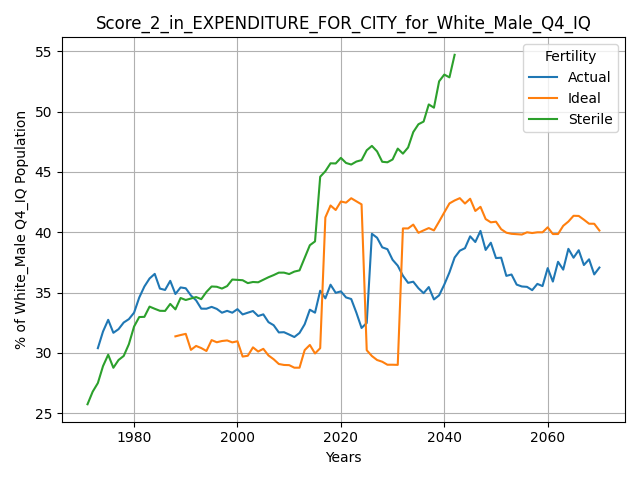 Score_2_in_EXPENDITURE_FOR_CITY_for_White_Male_Q4_IQ
% of White_Male Q4_IQ Population
55
50
45
40
35
30
25
Fertility
Actual
Ideal
Sterile
1980
2000
2020
2040
2060
Years